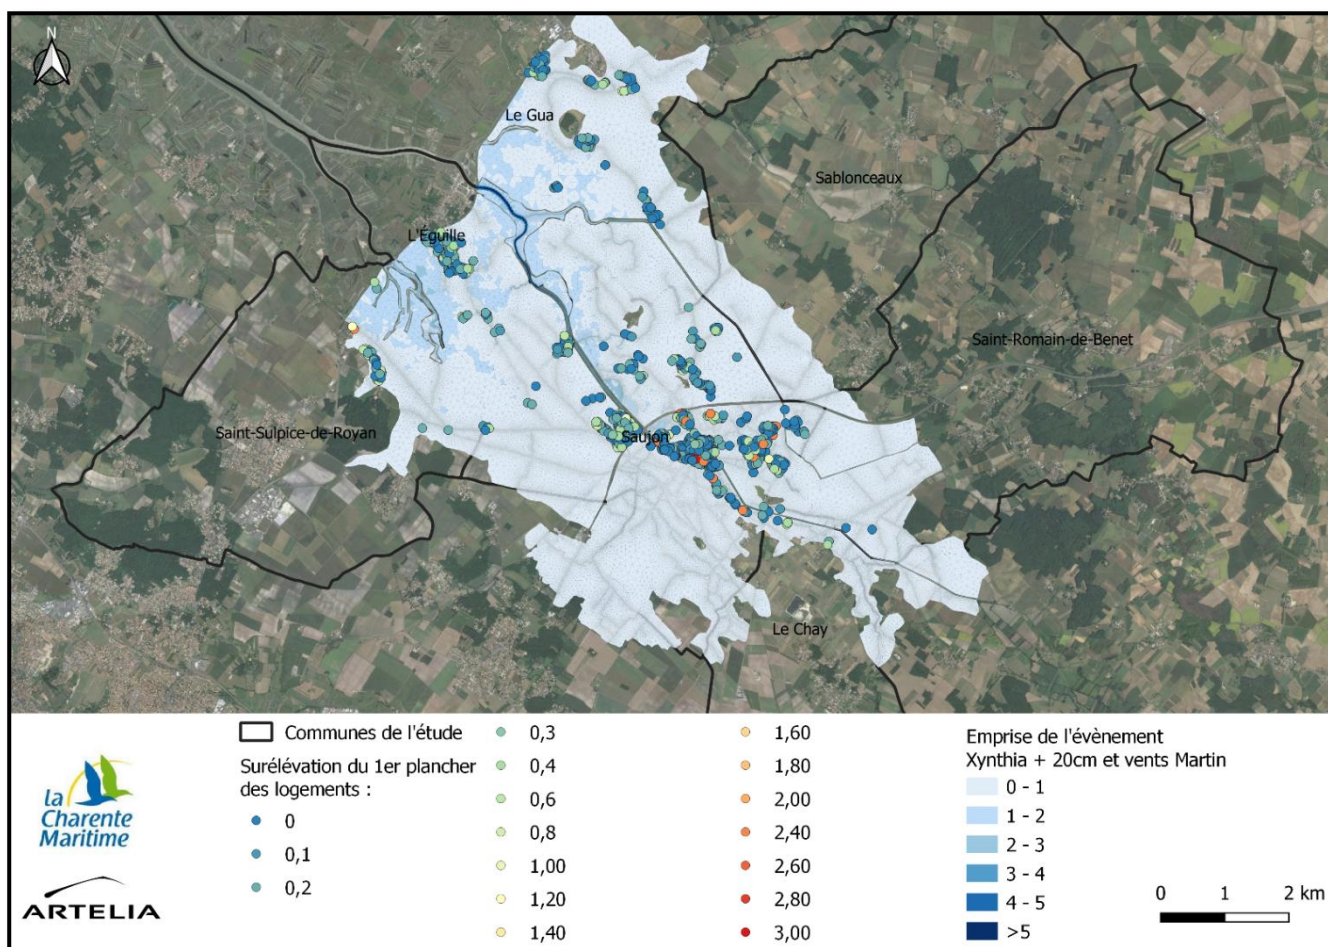 N
Le Gua
Sablonceaux
L'Éguille
Saint-Romain-de-Benet
Saint-Sulpice-de-Royan
Saujon
Le Chay
la
Charente
Maritime
ARTELIA
Communes de l'étude
Surélévation du 1er plancher
des logements :
0
0,1
0,2
0,3
0,4
0,6
0,8
1,00
1,20
1,40
1,60
1,80
2,00
2,40
2,60
2,80
3,00
Emprise de l'évènement
Xynthia + 20cm et vents Martin
0 - 1
1 - 2
2 - 3
3 - 4
4 - 5
>5
0 1 2 km